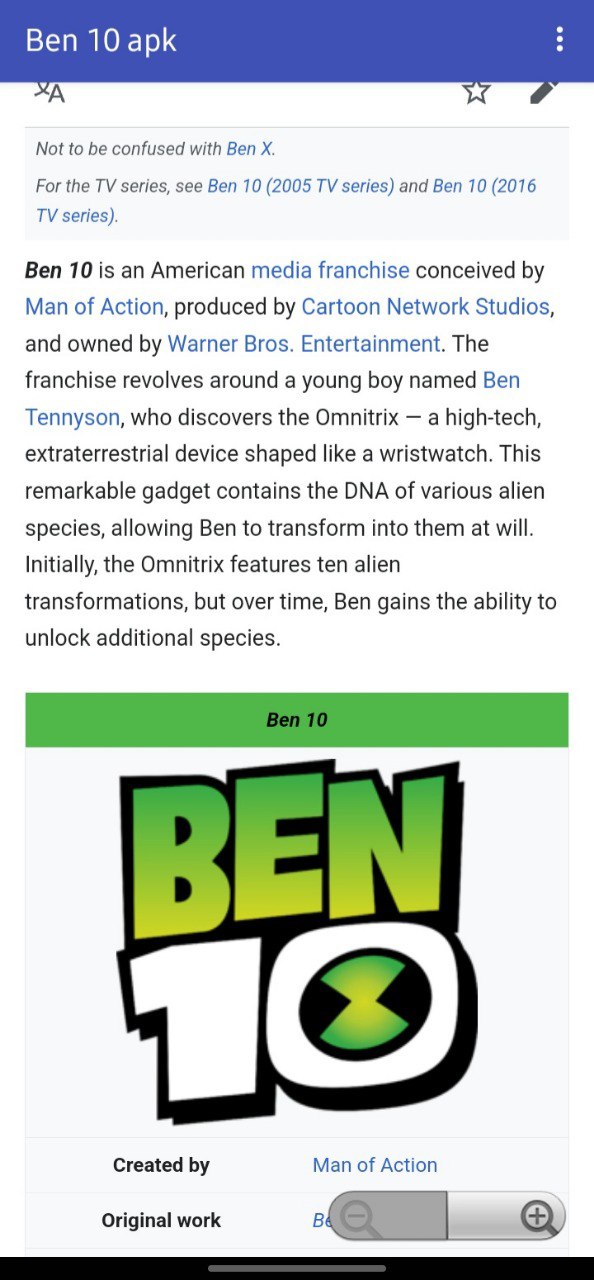 Ben 10 apk
Not to be confused with Ben X.
For the TV series, see Ben 10 (2005 TV series) and Ben 10 (2016
TV series).
Ben 10 is an American media franchise conceived by
Man of Action, produced by Cartoon Network Studios,
and owned by Warner Bros. Entertainment. The
franchise revolves around a young boy named Ben
Tennyson, who discovers the Omnitrix — a high-tech,
extraterrestrial device shaped like a wristwatch. This
remarkable gadget contains the DNA of various alien
species, allowing Ben to transform into them at will.
Initially, the Omnitrix features ten alien
transformations, but over time, Ben gains the ability to
unlock additional species.
Ben 10
BEN
10
Created by Man of Action
Original work